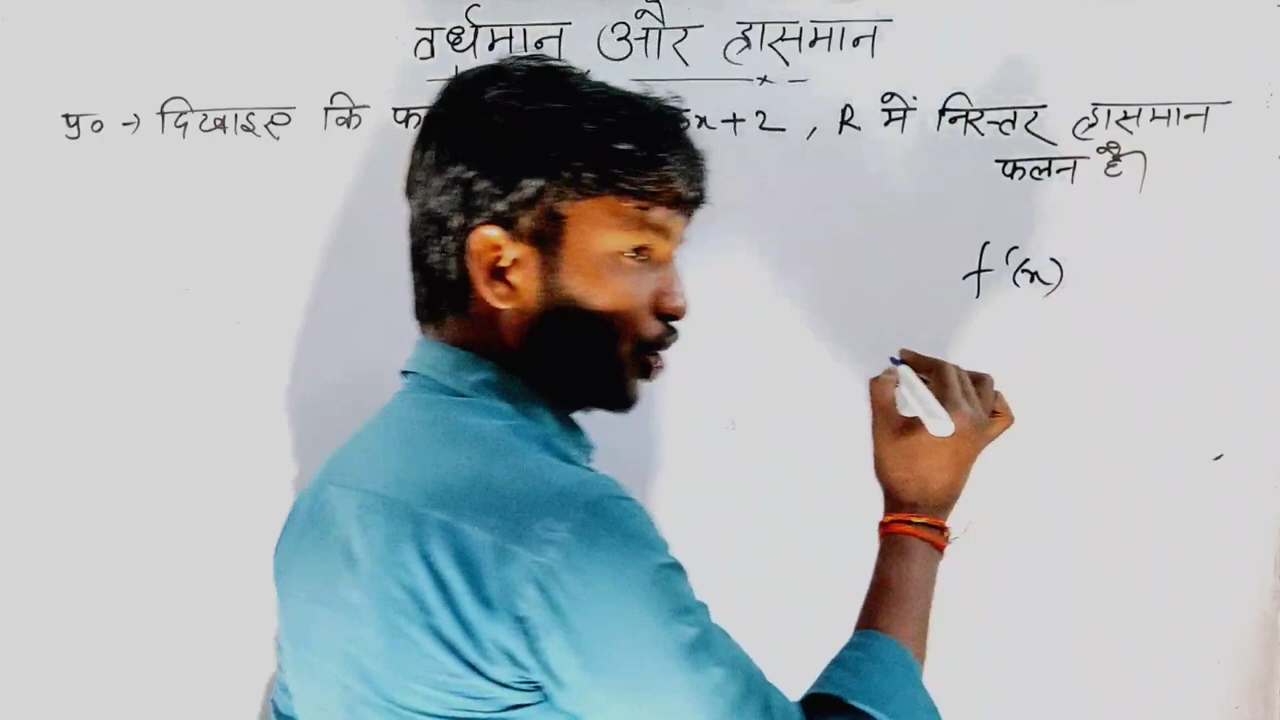 वर्धमान और ह्रासमान
प्र० → दिखाइए कि फ x+2 , R में निरन्तर ह्रासमान
फलन है।
f'(x)